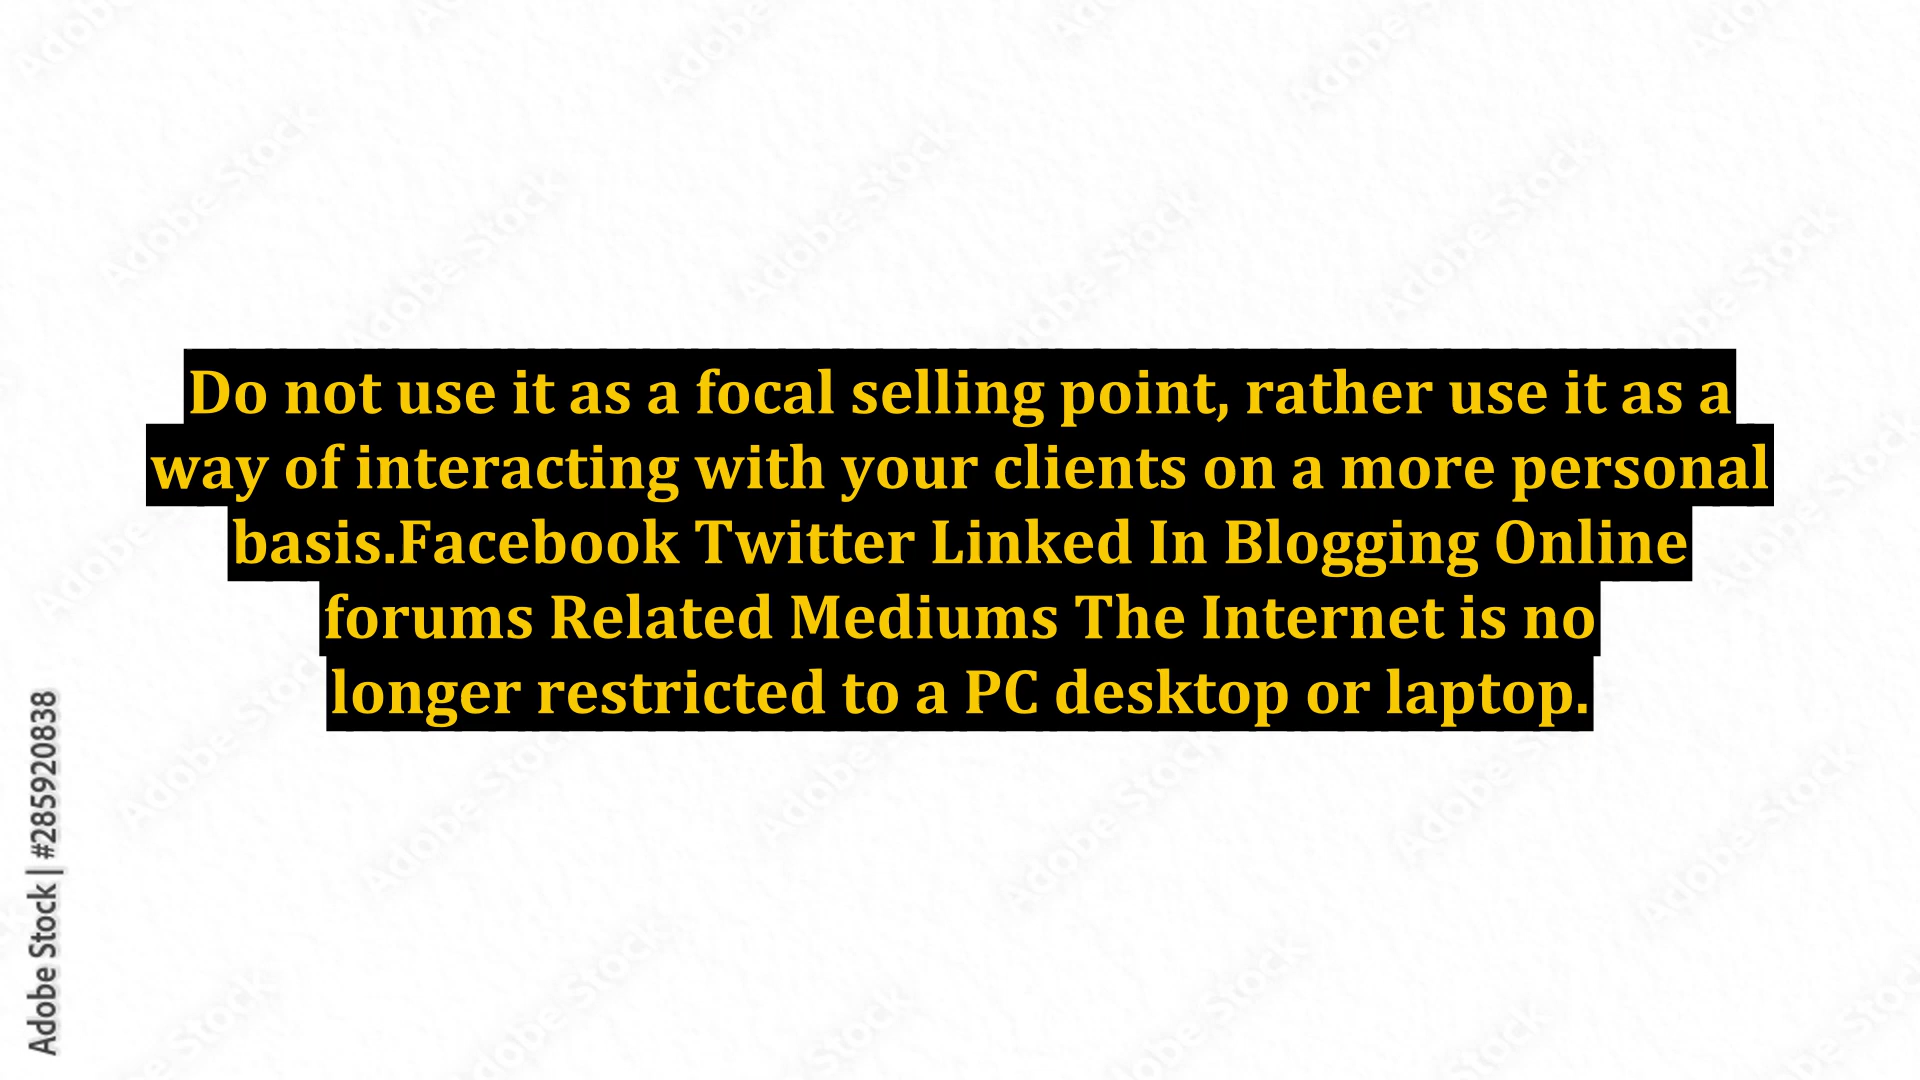 Do not use it as a focal selling point, rather use it as a
way of interacting with your clients on a more personal
basis.Facebook Twitter Linked In Blogging Online
forums Related Mediums The Internet is no
longer restricted to a PC desktop or laptop.
Adobe Stock | #285920838